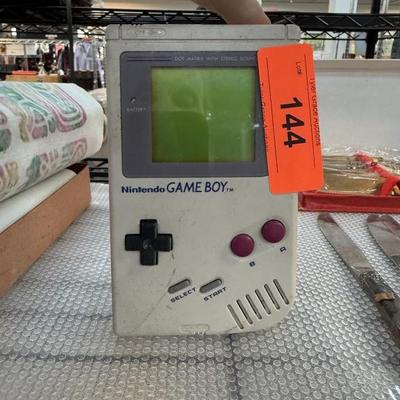 DOT MATRIX WITH STEREO SOUND
BATTERY
Lot#
144
Nintendo GAME BOY™
B A
SELECT START